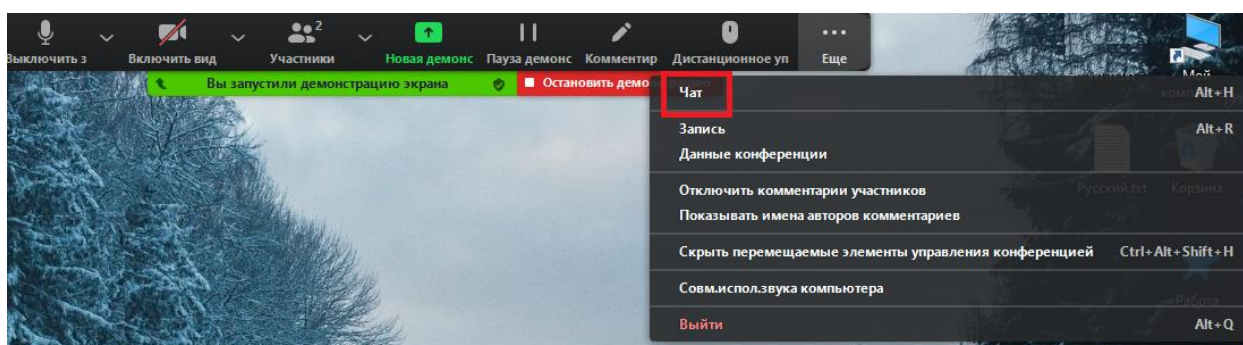 2
Выключить з Включить вид Участники Новая демонс Пауза демонс Комментир Дистанционное уп Еще
Вы запустили демонстрацию экрана Остановить демо
Мой
Чат Alt+H
Запись Alt+R
Данные конференции
Отключить комментарии участников
Русский.txt Корзина
Показывать имена авторов комментариев
Скрыть перемещаемые элементы управления конференцией Ctrl+Alt+Shift+H
Совм.испол.звука компьютера
Работа
Выйти Alt+Q